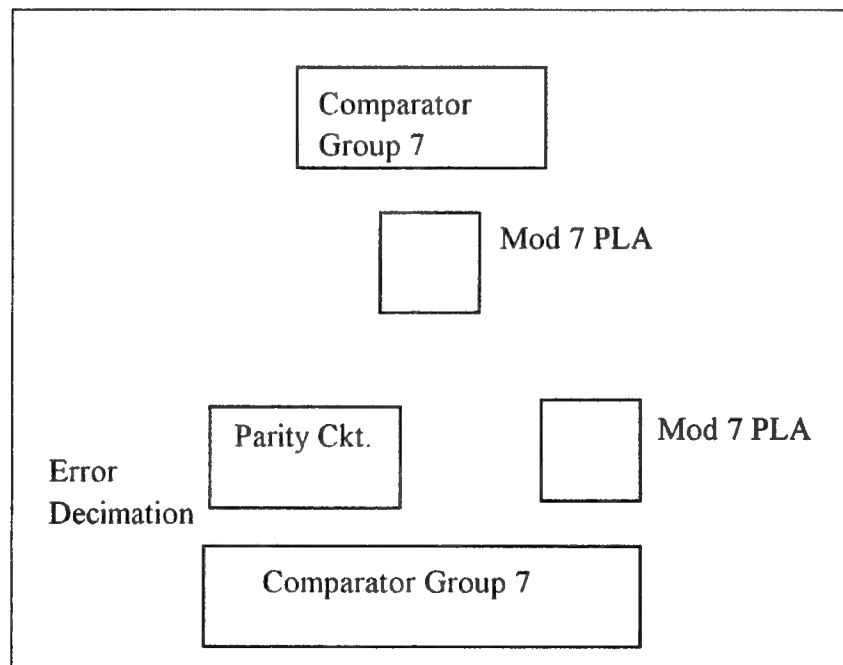 Comparator
Group 7
Mod 7 PLA
Parity Ckt.
Mod 7 PLA
Error
Decimation
Comparator Group 7